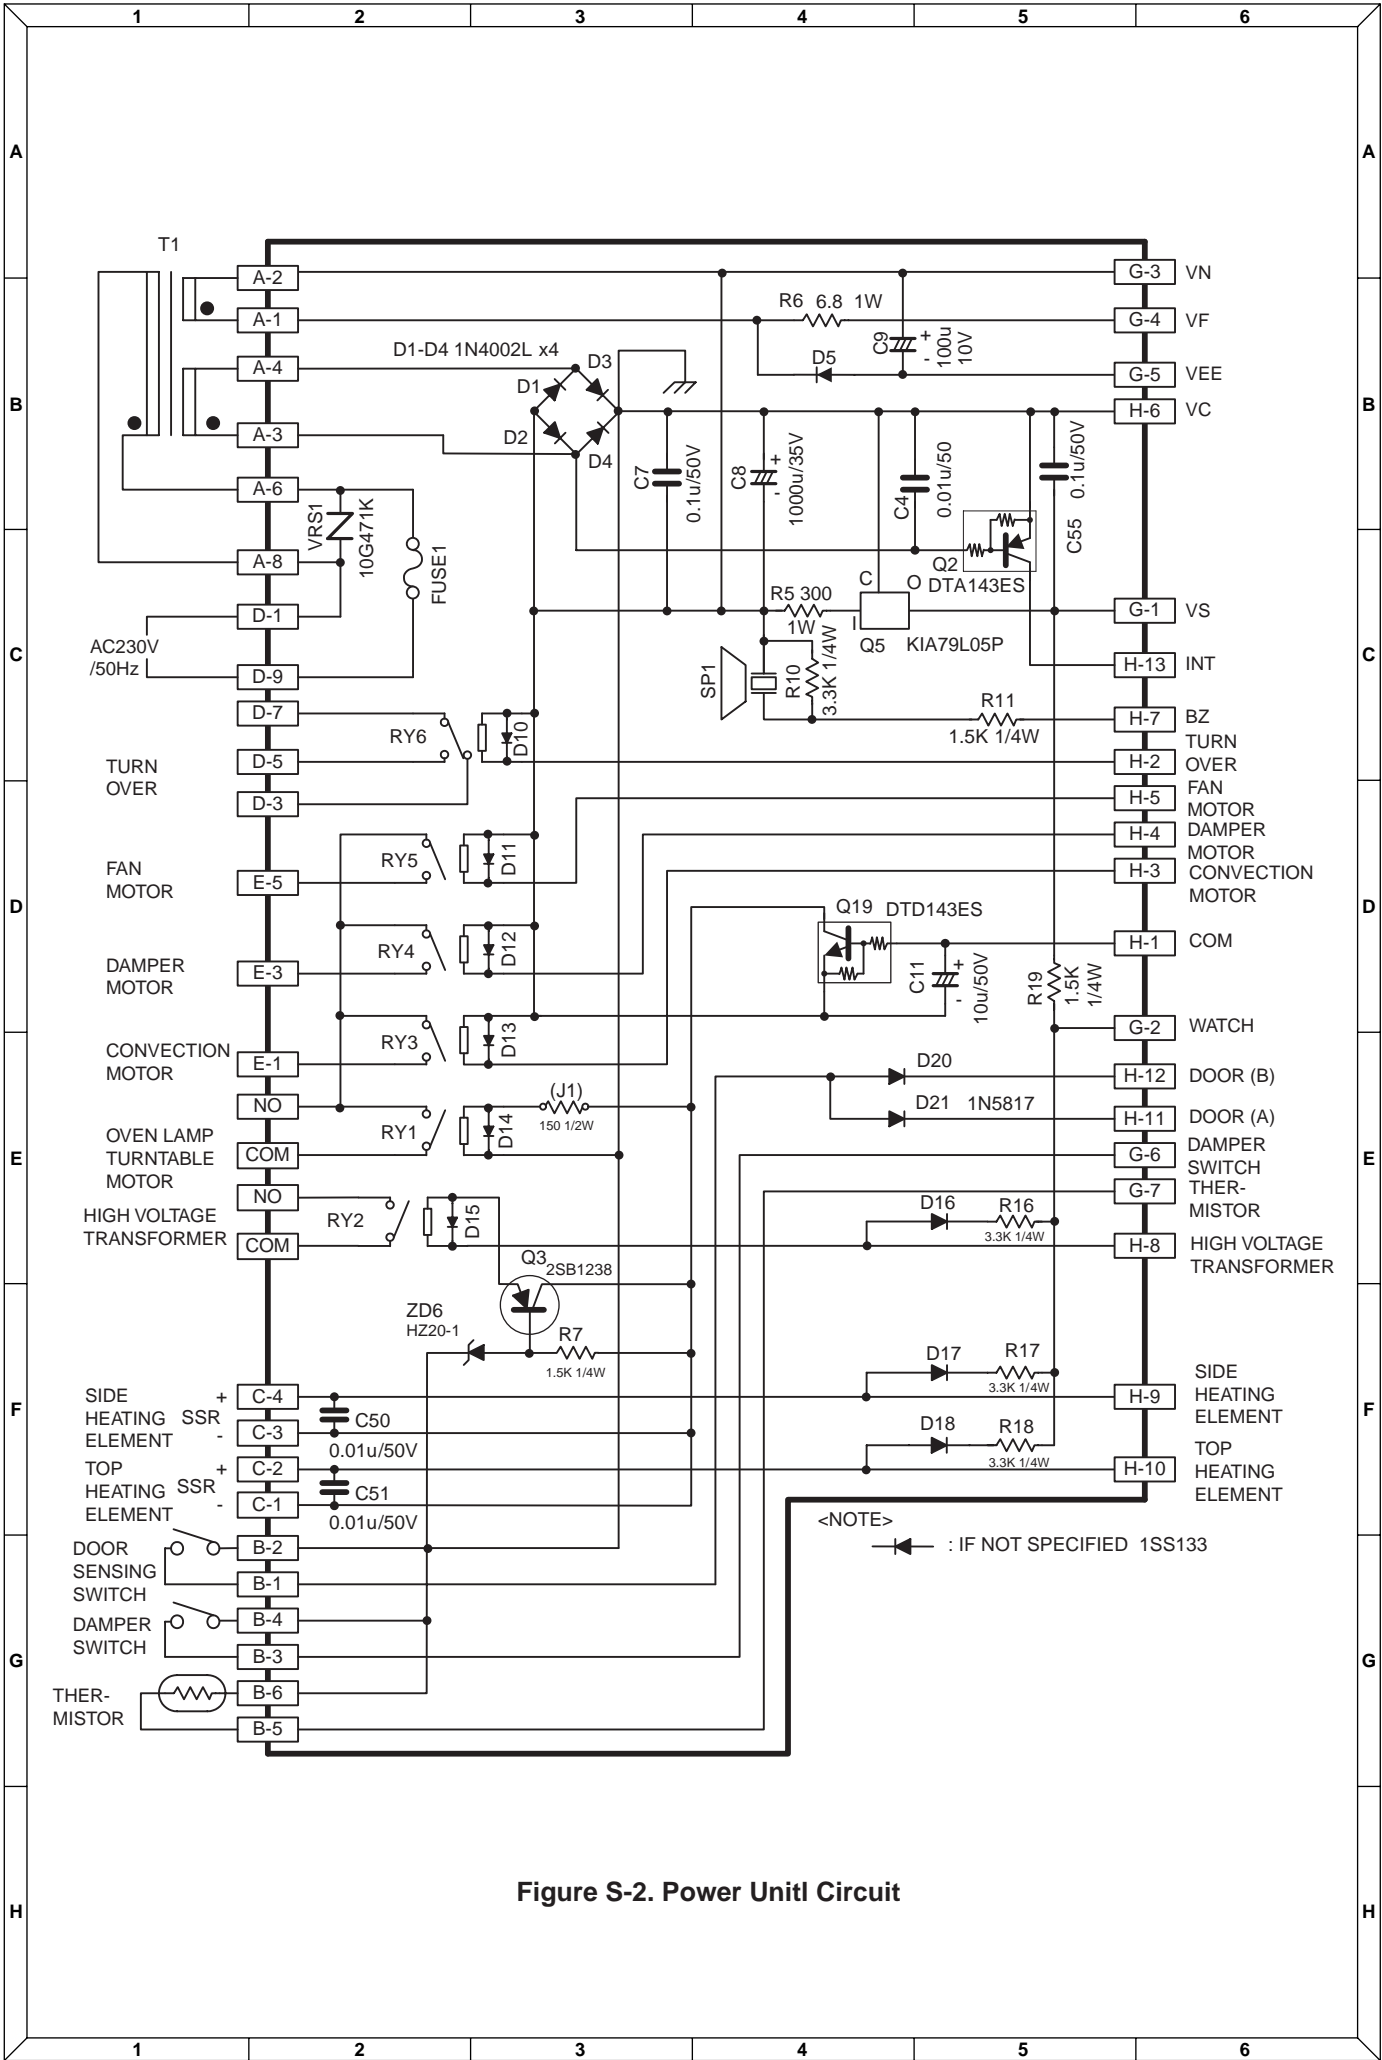 1 2 3 4 5 6
A A
T1
A-2 G-3 VN
R6 6.8 1W
A-1 G-4 VF
C9 + 100u
- 10V
D1-D4 1N4002L x4
D5
A-4 G-5 VEE
D1 D3
B B
H-6 VC
A-3
D2 D4
C7 0.1u/50V
C8 + 1000u/35V
-
C4 0.01u/50
C55 0.1u/50V
A-6
VRS1 10G471K
FUSE1
A-8
Q2
DTA143ES
C O
I
R5 300
1W
Q5 KIA79L05P
D-1 G-1 VS
AC230V
/50Hz
C C
D-9 H-13 INT
SP1
R10 3.3K 1/4W
R11
1.5K 1/4W
D-7 H-7 BZ
RY6 D10
TURN
OVER
D-5 H-2 TURN
OVER
D-3
H-5 FAN
MOTOR
H-4 DAMPER
MOTOR
H-3 CONVECTION
MOTOR
RY5 D11
FAN
MOTOR
E-5
D D
Q19 DTD143ES
RY4 D12
H-1 COM
DAMPER
MOTOR
E-3
C11 + 10u/50V
-
R19 1.5K
1/4W
RY3 D13
G-2 WATCH
CONVECTION
MOTOR
E-1
D20
H-12 DOOR (B)
(J1)
150 1/2W
NO
D21 1N5817
H-11 DOOR (A)
RY1 D14
OVEN LAMP
TURNTABLE
MOTOR
COM
E E
G-6 DAMPER
SWITCH
NO
G-7 THER-
MISTOR
RY2 D15
D16 R16
3.3K 1/4W
HIGH VOLTAGE
TRANSFORMER
COM
H-8 HIGH VOLTAGE
TRANSFORMER
Q3
2SB1238
ZD6
HZ20-1
R7
1.5K 1/4W
D17 R17
3.3K 1/4W
SIDE
HEATING
ELEMENT
SSR
+ C-4
- C-3
C50
0.01u/50V
H-9 SIDE
HEATING
ELEMENT
F F
D18 R18
3.3K 1/4W
TOP
HEATING
ELEMENT
SSR
+ C-2
- C-1
C51
0.01u/50V
H-10 TOP
HEATING
ELEMENT
<NOTE>
: IF NOT SPECIFIED 1SS133
DOOR
SENSING
SWITCH
B-2
B-1
DAMPER
SWITCH
B-4
B-3
G G
THER-
MISTOR
B-6
B-5
Figure S-2. Power Unitl Circuit
H H
1 2 3 4 5 6